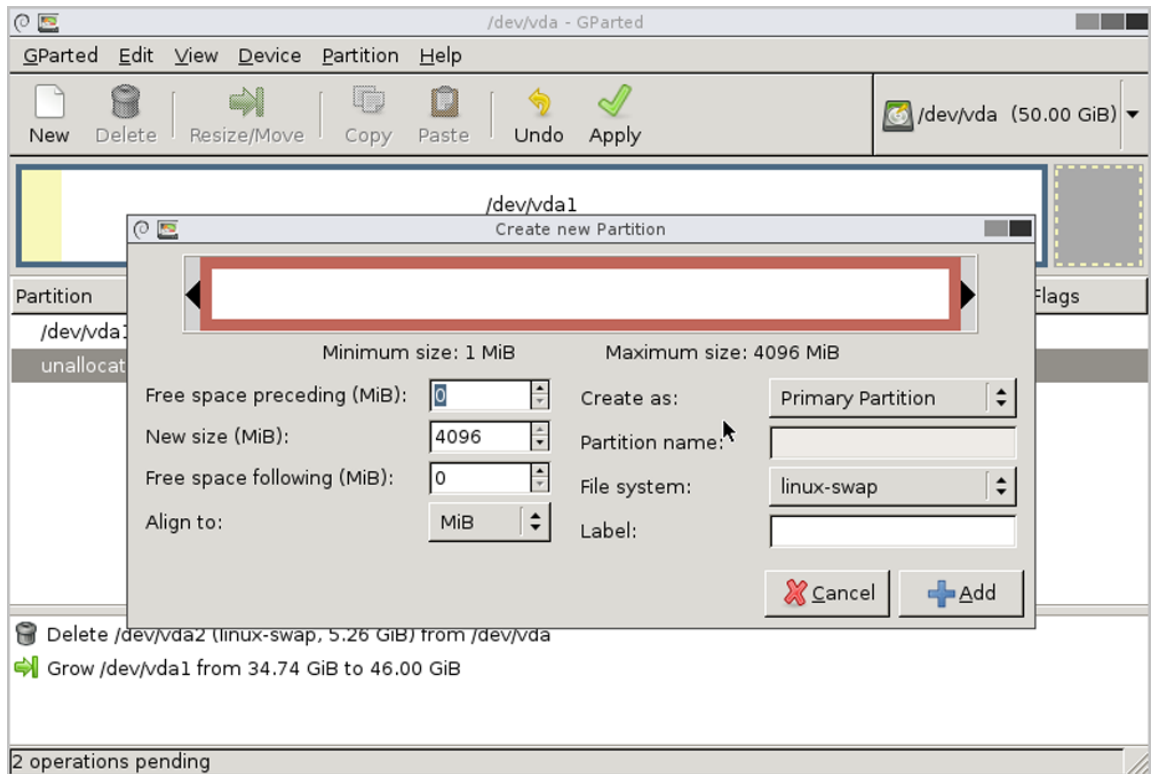 /dev/vda - GParted
GParted Edit View Device Partition Help
New Delete Resize/Move Copy Paste Undo Apply /dev/vda (50.00 GiB)
/dev/vda1
Create new Partition
Partition Flags
/dev/vda1
unallocat
Minimum size: 1 MiB Maximum size: 4096 MiB
Free space preceding (MiB): 0 Create as: Primary Partition
New size (MiB): 4096 Partition name:
Free space following (MiB): 0 File system: linux-swap
Align to: MiB Label:
Cancel Add
Delete /dev/vda2 (linux-swap, 5.26 GiB) from /dev/vda
Grow /dev/vda1 from 34.74 GiB to 46.00 GiB
2 operations pending